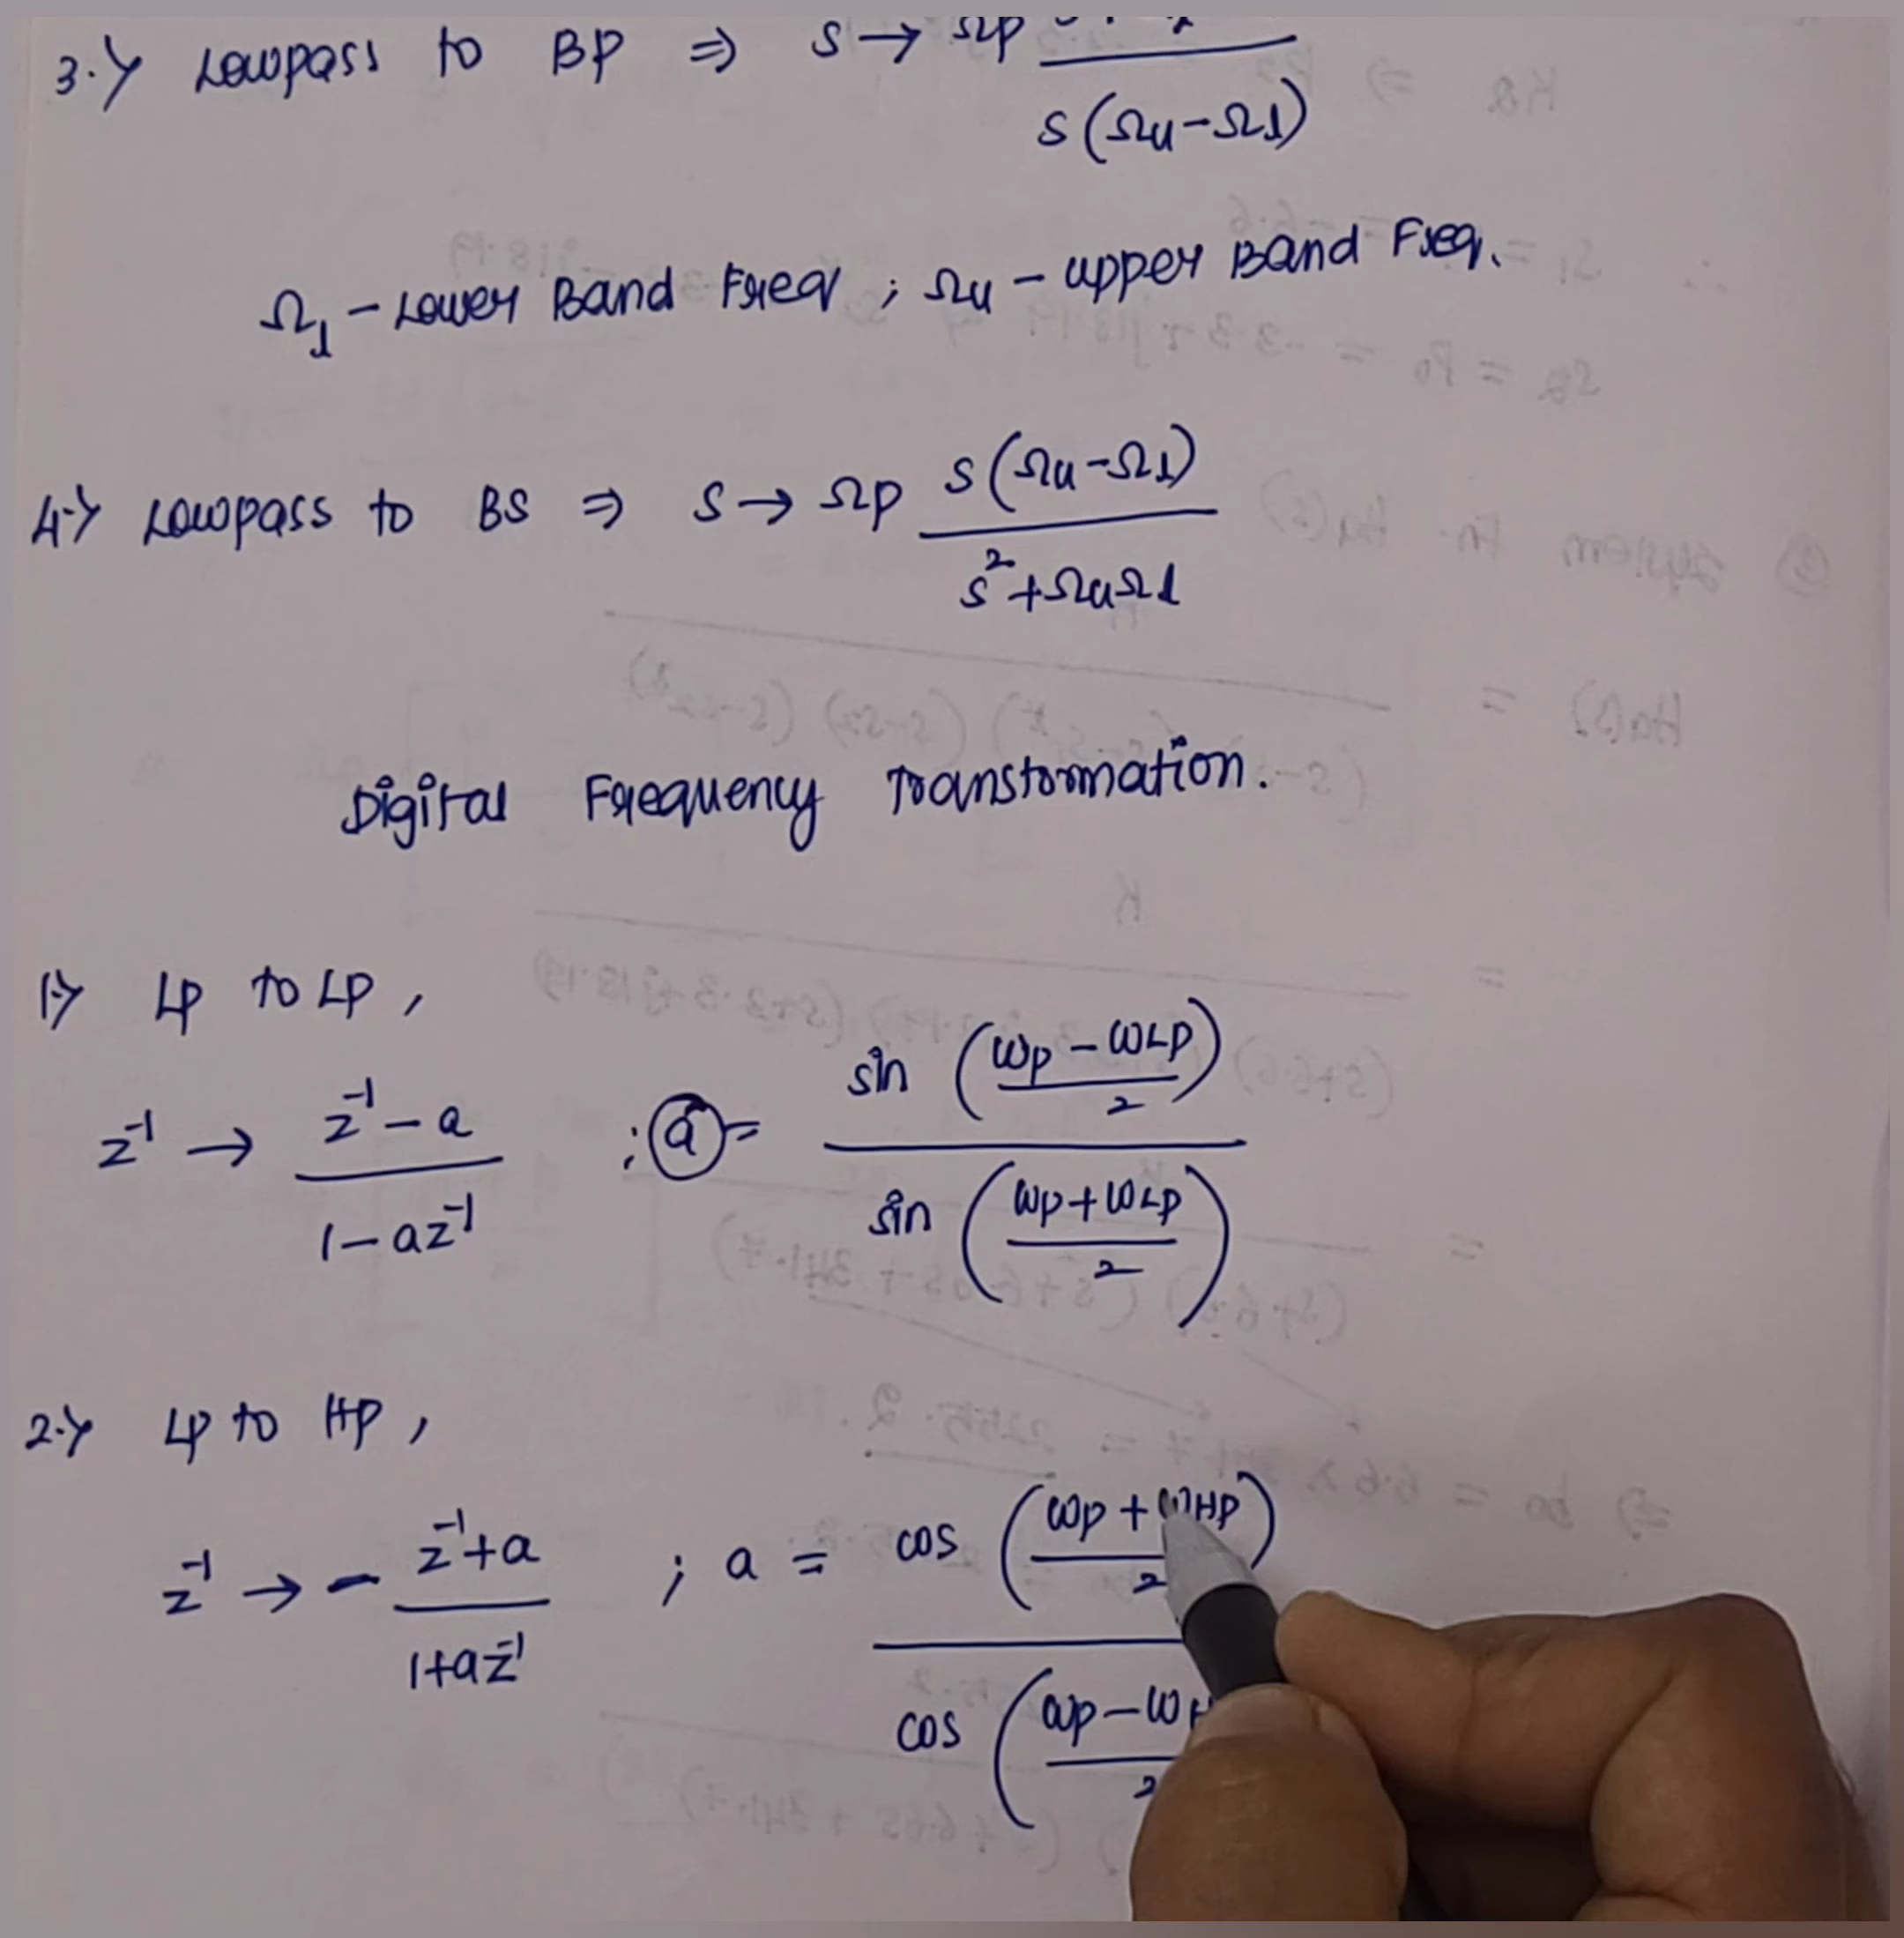 3.) Lowpass to BP ⇒ S → Ωp
S(Ωu-Ωl)
Ωl - Lower Band Freq ; Ωu - upper Band Freq.
4.) Lowpass to BS ⇒ S → Ωp S(Ωu-Ωl) / S²+ΩuΩl
Digital Frequency Transformation.
1.) LP to LP,
z⁻¹ → (z⁻¹ - a) / (1 - az⁻¹) ; a = sin((ωp - ωLP)/2) / sin((ωp + ωLP)/2)
2.) LP to HP,
z⁻¹ → - (z⁻¹ + a) / (1 + az⁻¹) ; a = cos((ωp + ωHP)/2) / cos((ωp - ω